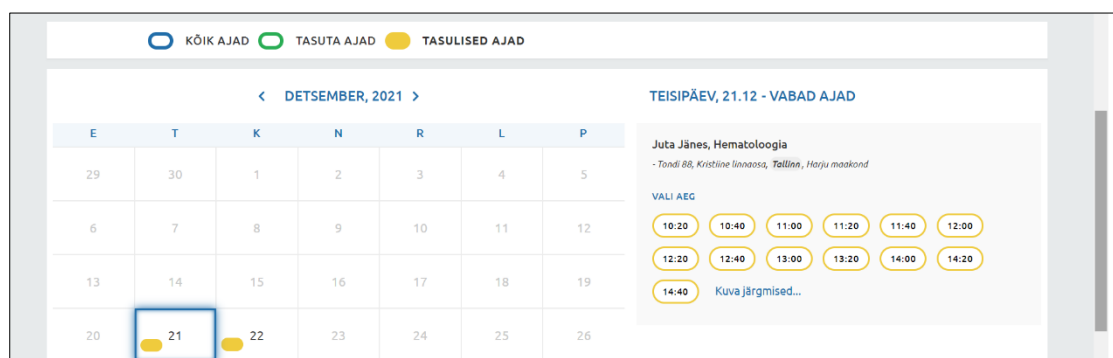 KÕIK AJAD TASUTA AJAD TASULISED AJAD
< DETSEMBER, 2021 >
E T K N R L P
29 30 1 2 3 4 5
6 7 8 9 10 11 12
13 14 15 16 17 18 19
20 21 22 23 24 25 26
TEISIPÄEV, 21.12 - VABAD AJAD
Juta Jänes, Hematoloogia
- Tondi 88, Kristiine linnaosa, Tallinn, Harju maakond
VALI AEG
10:20 10:40 11:00 11:20 11:40 12:00
12:20 12:40 13:00 13:20 14:00 14:20
14:40 Kuva järgmised...